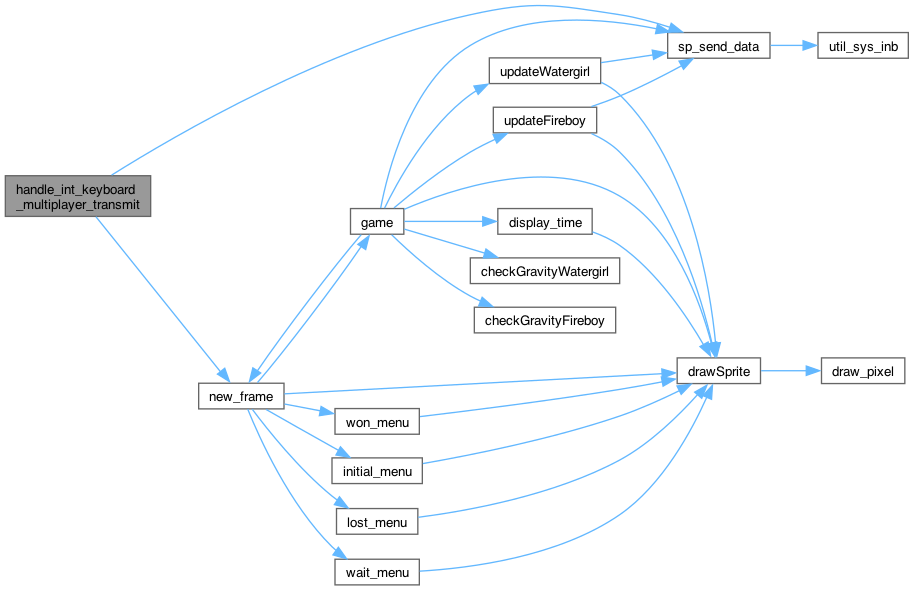 handle_int_keyboard
_multiplayer_transmit
sp_send_data
util_sys_inb
updateWatergirl
updateFireboy
game
display_time
checkGravityWatergirl
checkGravityFireboy
new_frame
drawSprite
draw_pixel
won_menu
initial_menu
lost_menu
wait_menu